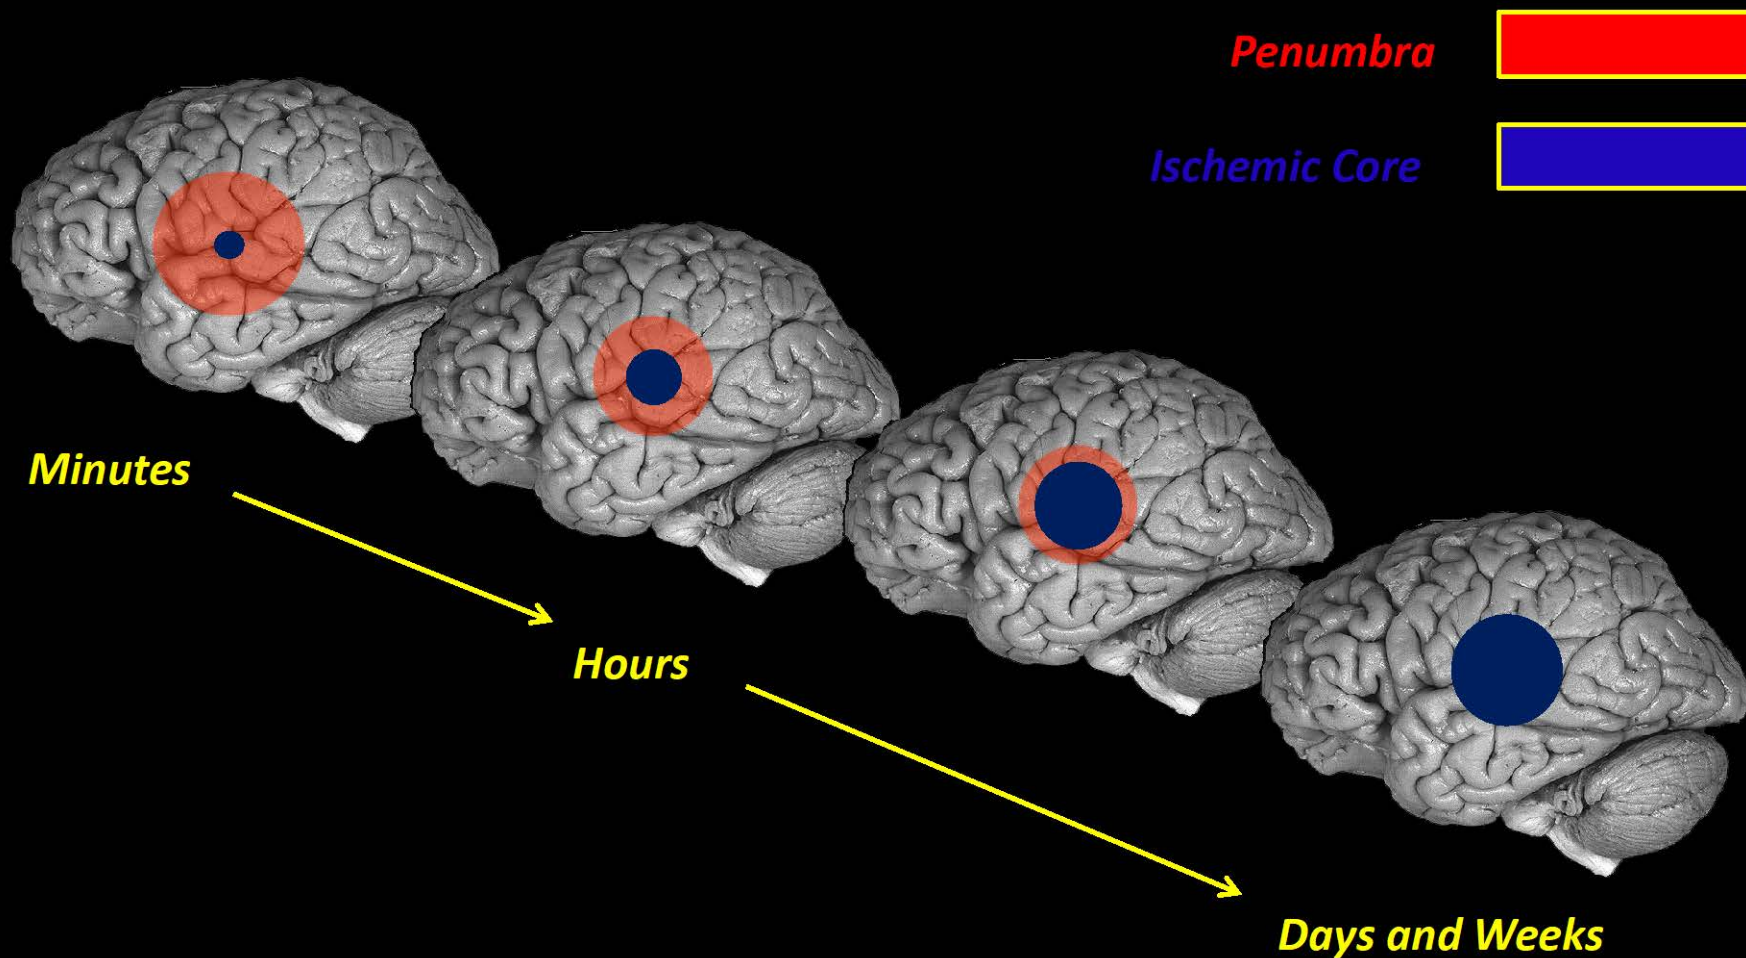 Penumbra
Ischemic Core
Minutes
Hours
Days and Weeks